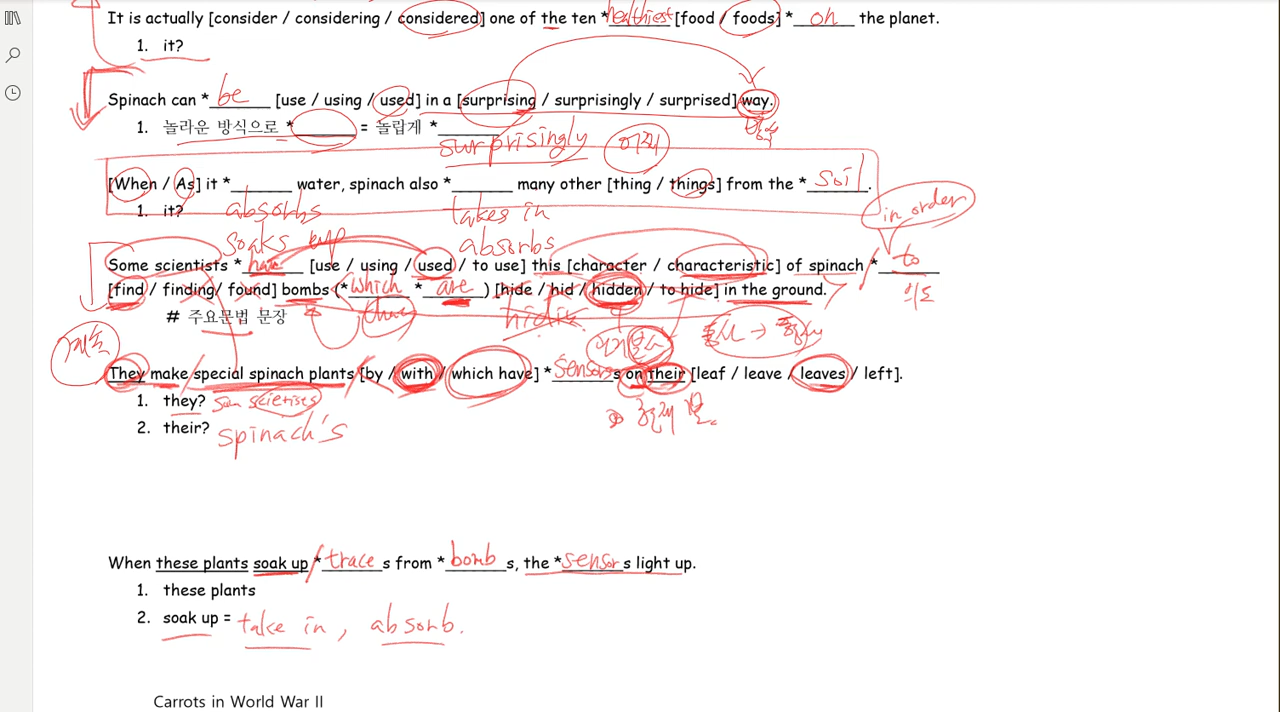 It is actually [consider / considering / considered] one of the ten *healthiest [food / foods] * on the planet.
1. it?
Spinach can * be [use / using / used] in a [surprising / surprisingly / surprised] way.
1. 놀라운 방식으로 *______ = 놀랍게 *______
surprisingly
[When / As] it *______ water, spinach also *______ many other [thing / things] from the * soil.
1. it?
absorbs takes in
in order
soaks up absorbs
Some scientists * have [use / using / used / to use] this [character / characteristic] of spinach * to
[find / finding / found] bombs (*which * are) [hide / hid / hidden / to hide] in the ground.
# 주요문법 문장
They make special spinach plants [by / with / which have] *sensors on their [leaf / leave / leaves / left].
1. they?
2. their? spinach's
When these plants soak up *traces from *bombs, the *sensors light up.
1. these plants
2. soak up = take in, absorb.
Carrots in World War II